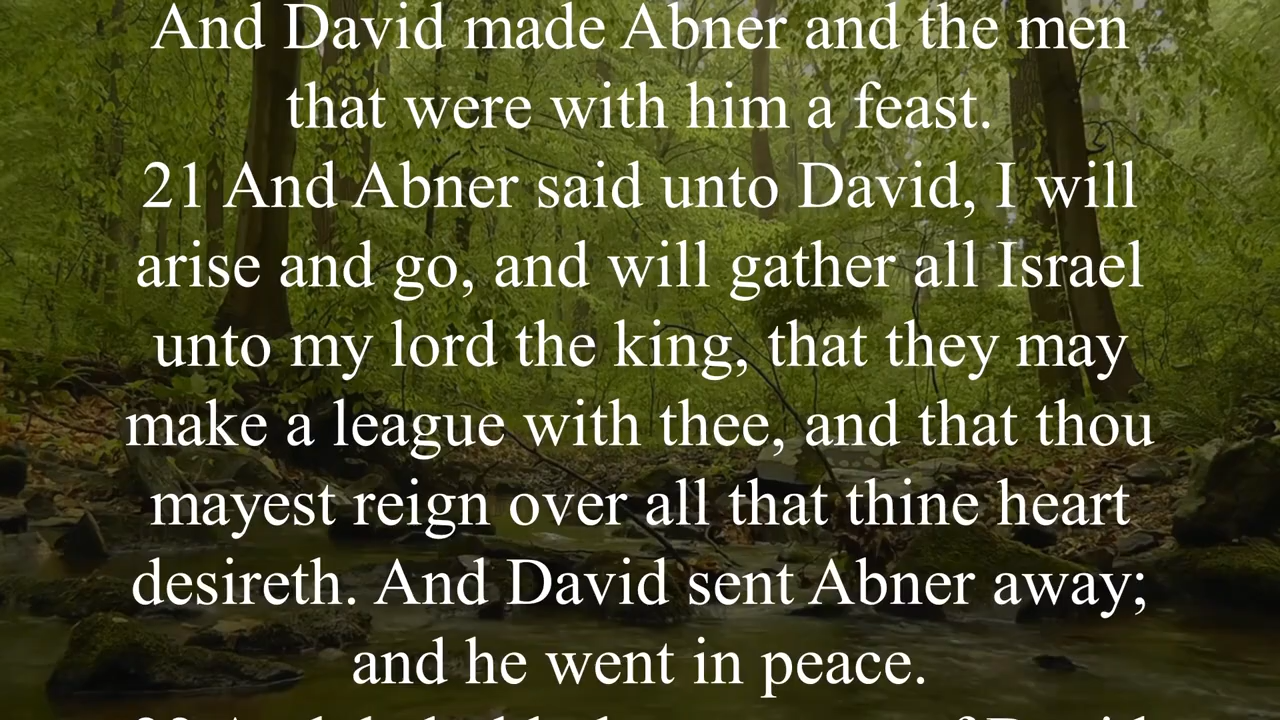 And David made Abner and the men
that were with him a feast.
21 And Abner said unto David, I will
arise and go, and will gather all Israel
unto my lord the king, that they may
make a league with thee, and that thou
mayest reign over all that thine heart
desireth. And David sent Abner away;
and he went in peace.